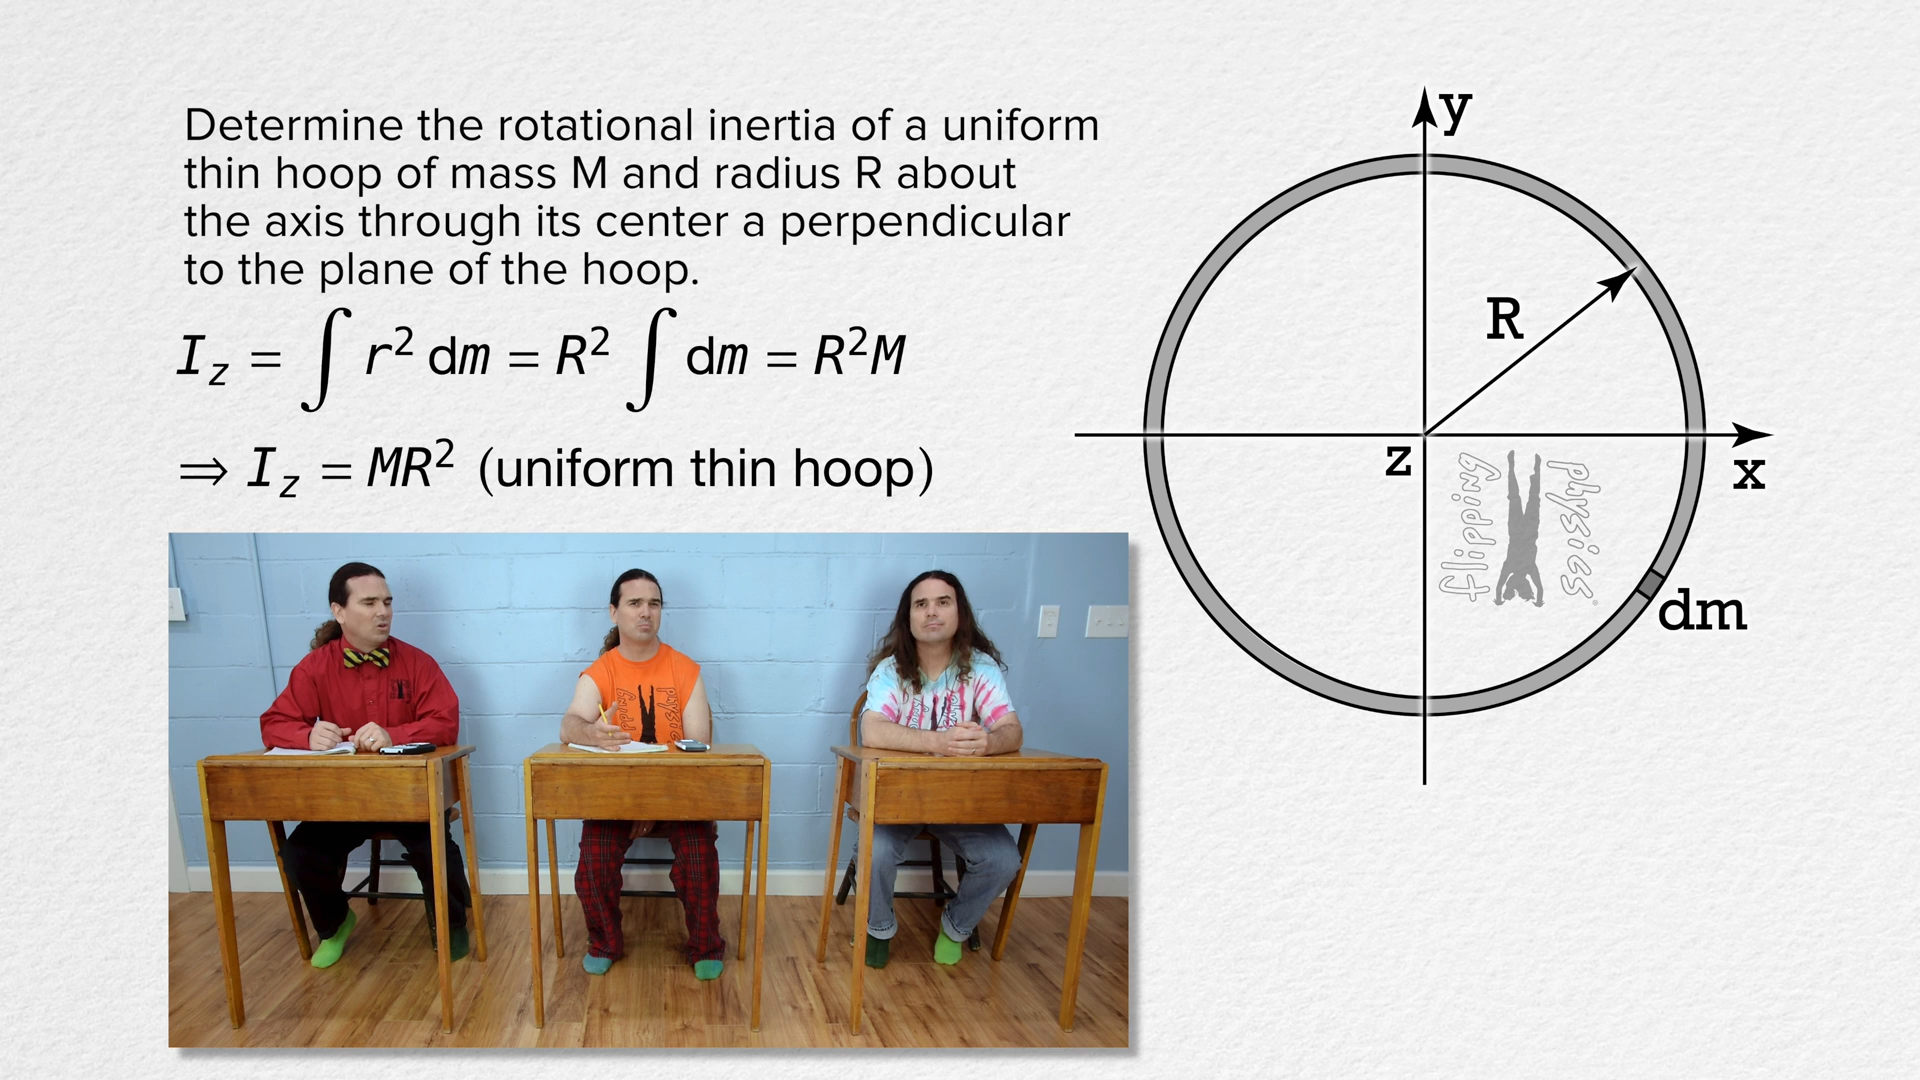 Determine the rotational inertia of a uniform
thin hoop of mass M and radius R about
the axis through its center a perpendicular
to the plane of the hoop.
I_z = ∫ r² dm = R² ∫ dm = R²M
⇒ I_z = MR² (uniform thin hoop)
y
R
z
x
flipping
physics
dm
flipping
physics